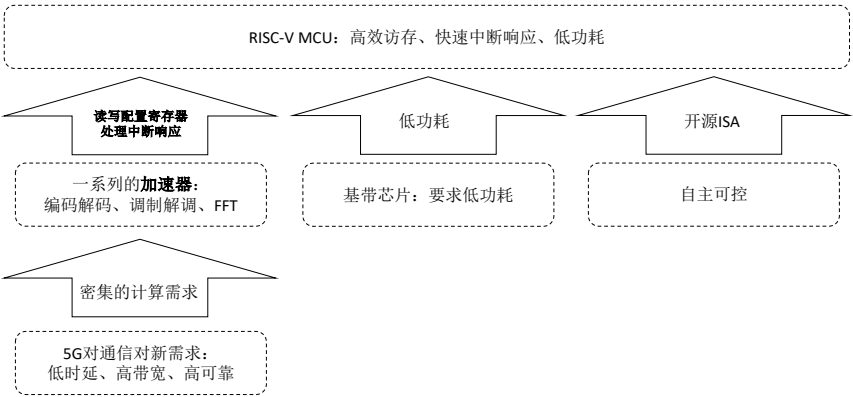 RISC-V MCU：高效访存、快速中断响应、低功耗
读写配置寄存器
处理中断响应
低功耗
开源ISA
一系列的加速器：
编码解码、调制解调、FFT
基带芯片：要求低功耗
自主可控
密集的计算需求
5G对通信对新需求：
低时延、高带宽、高可靠